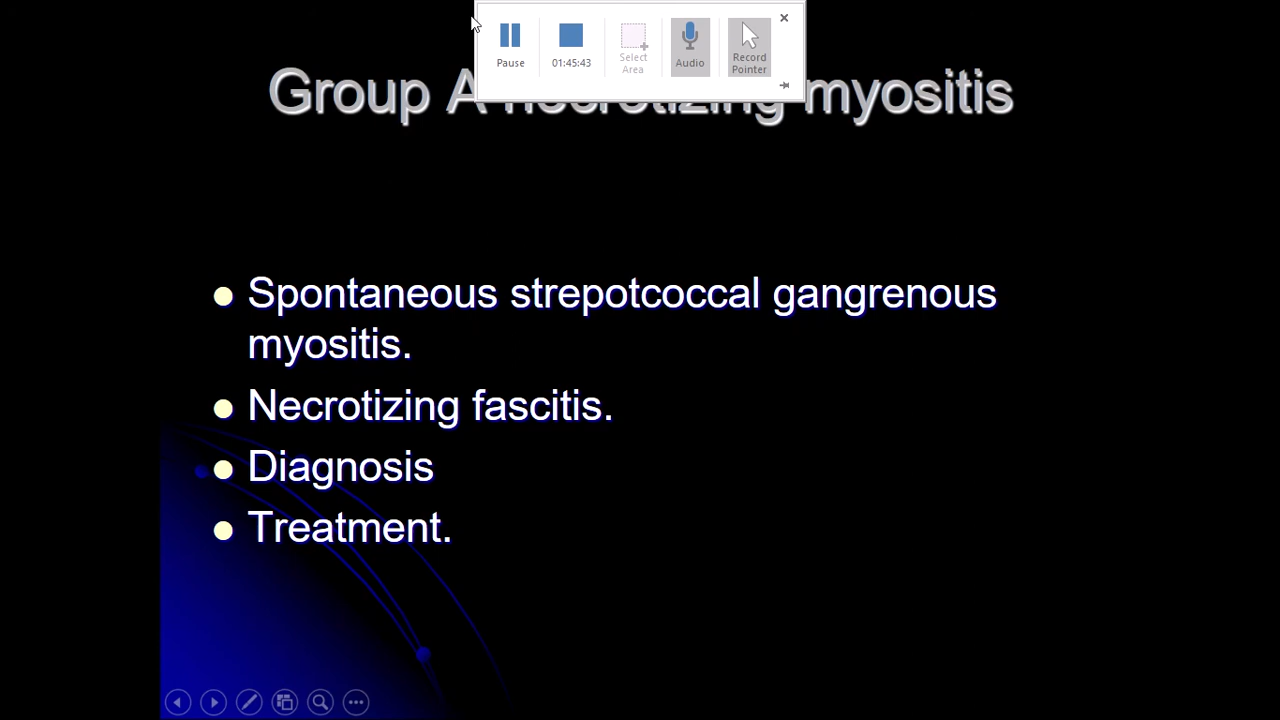 Pause
01:45:43
Select
Area
Audio
Record
Pointer
Group A necrotizing myositis
Spontaneous strepotcoccal gangrenous
myositis.
Necrotizing fascitis.
Diagnosis
Treatment.